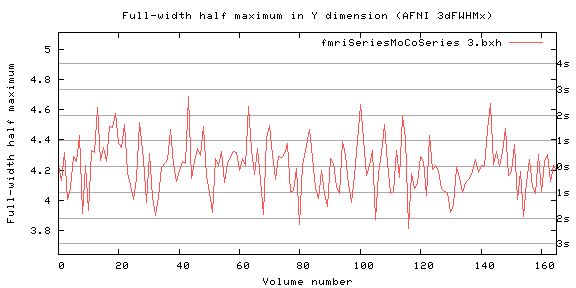 Full-width half maximum in Y dimension (AFNI 3dFWHMx)
fmriSeriesMoCoSeries 3.bxh
Full-width half maximum
5
4.8
4.6
4.4
4.2
4
3.8
4s
3s
2s
1s
0s
1s
2s
3s
0 20 40 60 80 100 120 140 160
Volume number